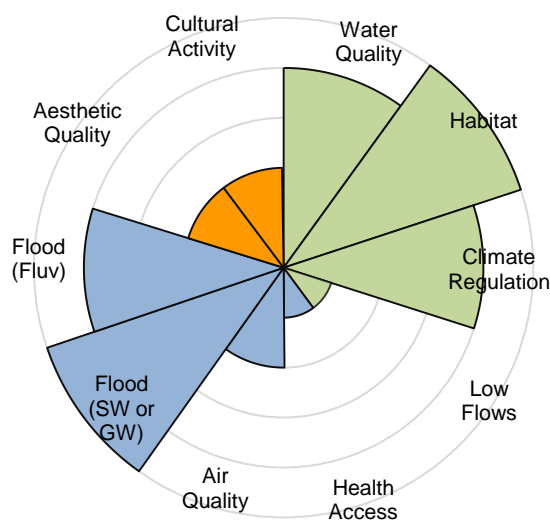 Cultural
Activity
Water
Quality
Habitat
Climate
Regulation
Low
Flows
Health
Access
Air
Quality
Flood
(SW or
GW)
Flood
(Fluv)
Aesthetic
Quality